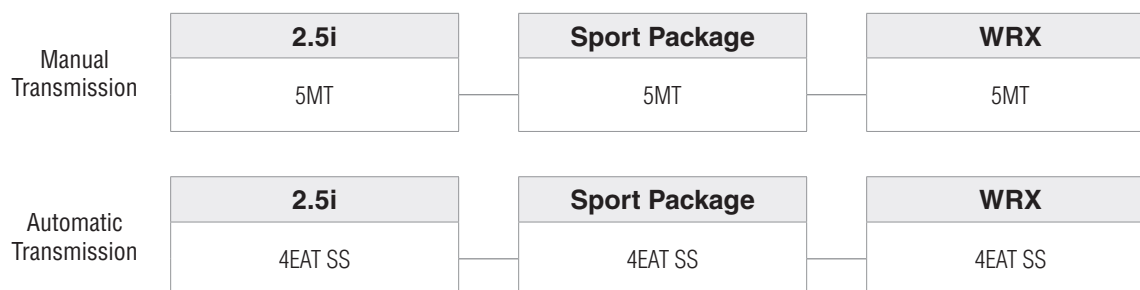 2.5i Sport Package WRX
Manual
Transmission
5MT 5MT 5MT
2.5i Sport Package WRX
Automatic
Transmission
4EAT SS 4EAT SS 4EAT SS